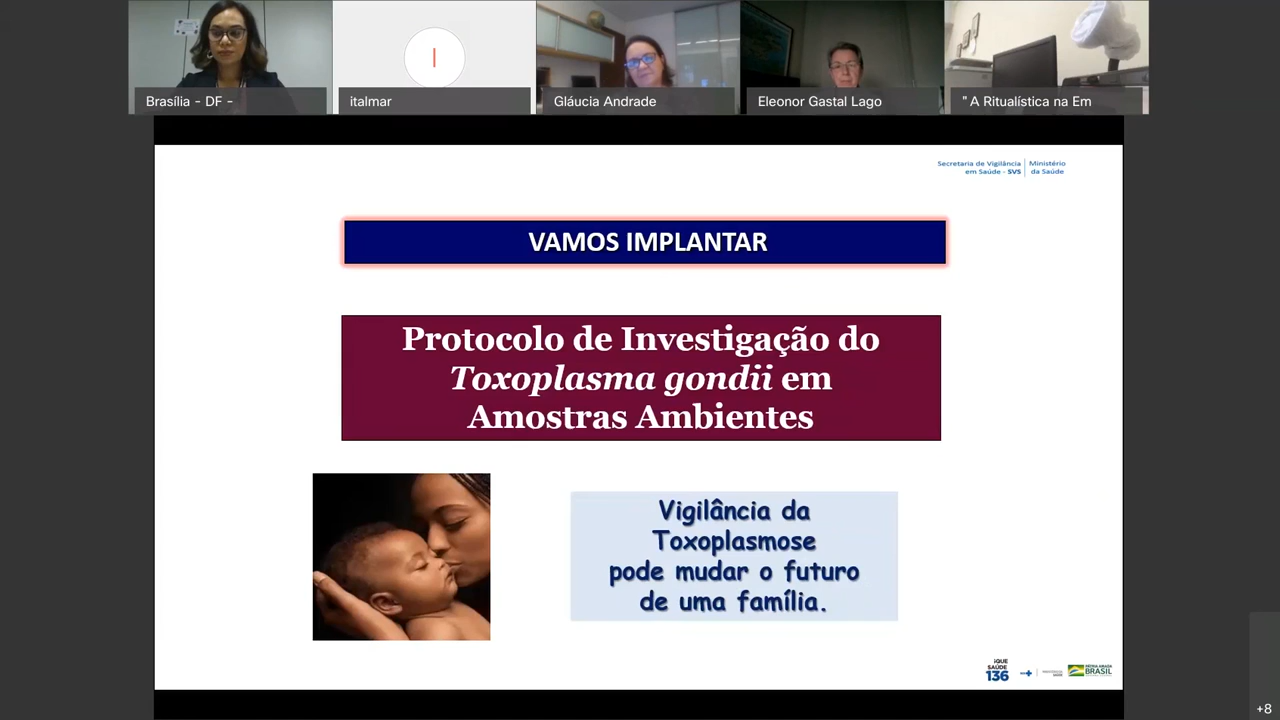 Brasília - DF -
I
italmar
Gláucia Andrade
Eleonor Gastal Lago
" A Ritualística na Em
Secretaria de Vigilância
em Saúde - SVS
Ministério
da Saúde
VAMOS IMPLANTAR
Protocolo de Investigação do
Toxoplasma gondii em
Amostras Ambientes
Vigilância da
Toxoplasmose
pode mudar o futuro
de uma família.
SAÚDE
136
BRASIL
+8